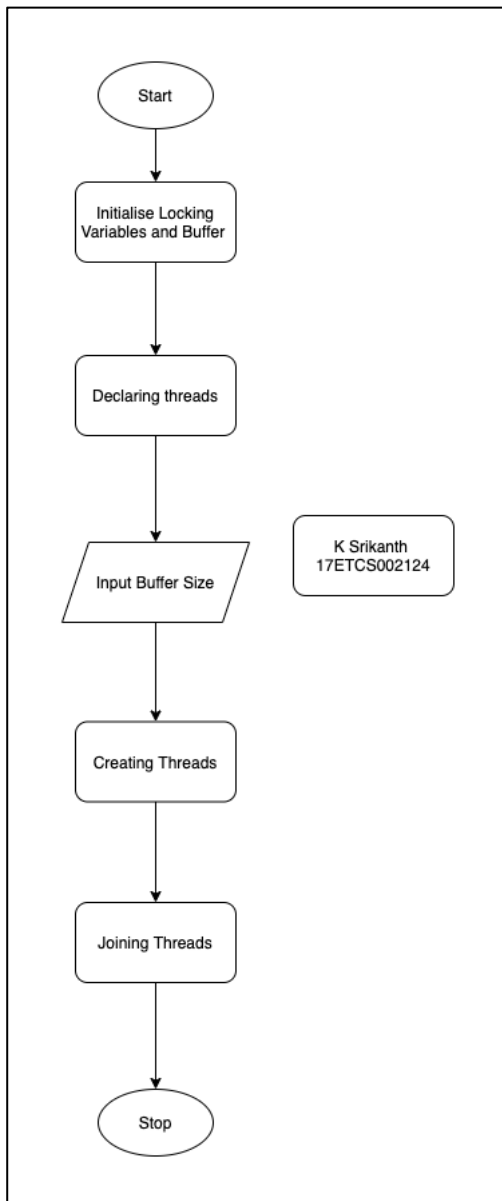 Start
Initialise Locking
Variables and Buffer
Declaring threads
Input Buffer Size
K Srikanth
17ETCS002124
Creating Threads
Joining Threads
Stop